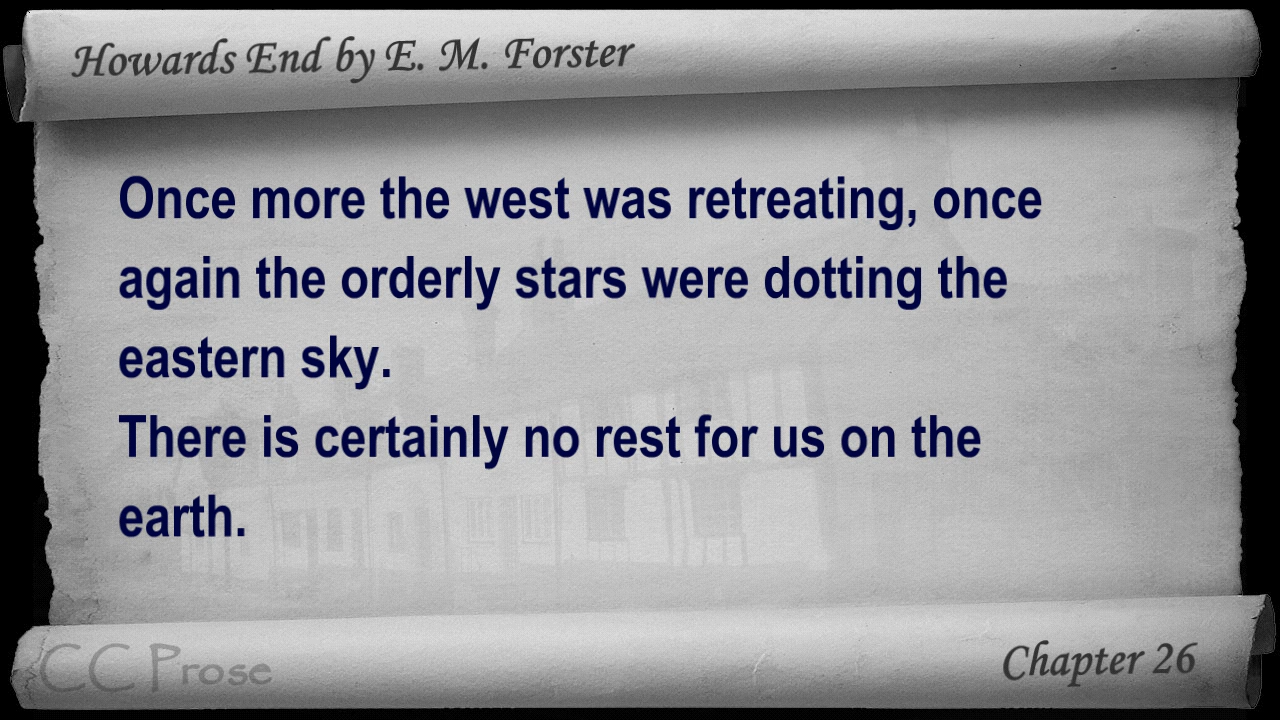 Howards End by E. M. Forster
Once more the west was retreating, once
again the orderly stars were dotting the
eastern sky.
There is certainly no rest for us on the
earth.
CC Prose
Chapter 26